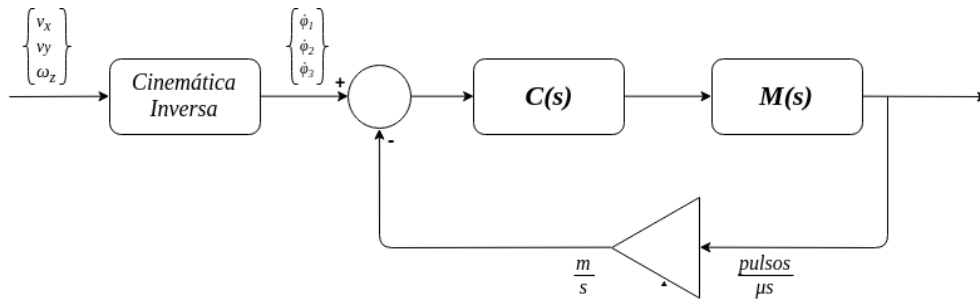 v_x
vy
ω_z
φ̇_1
φ̇_2
φ̇_3
Cinemática
Inversa
+
-
C(s)
M(s)
m
s
pulsos
μs